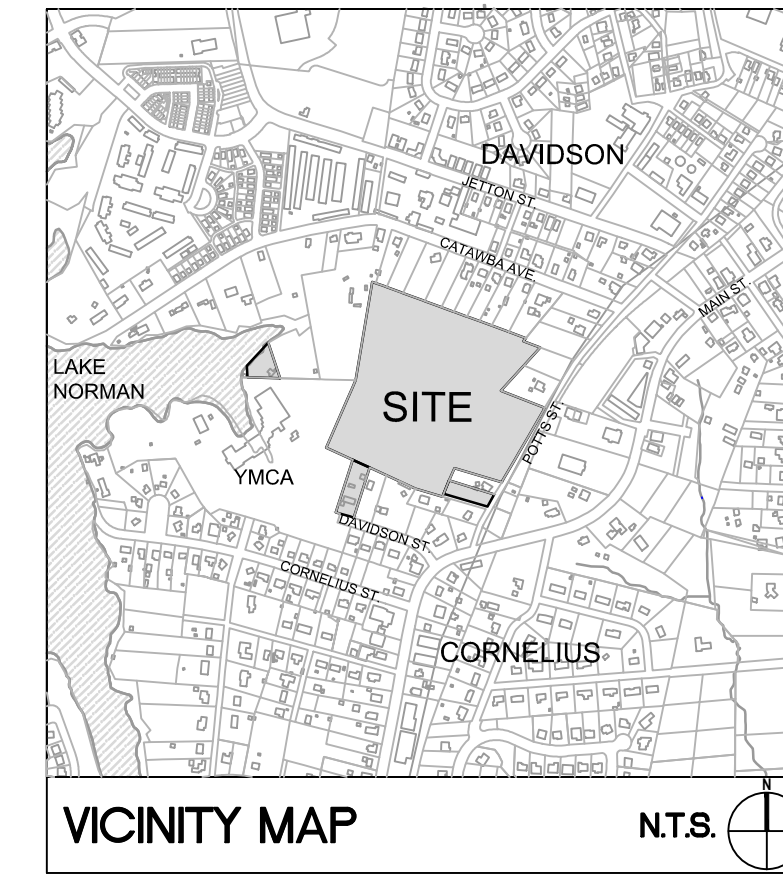 DAVIDSON
JETTON ST.
CATAWBA AVE.
MAIN ST.
LAKE
NORMAN
SITE
POTTS ST.
YMCA
DAVIDSON ST.
CORNELIUS ST.
CORNELIUS
VICINITY MAP
N.T.S.
N